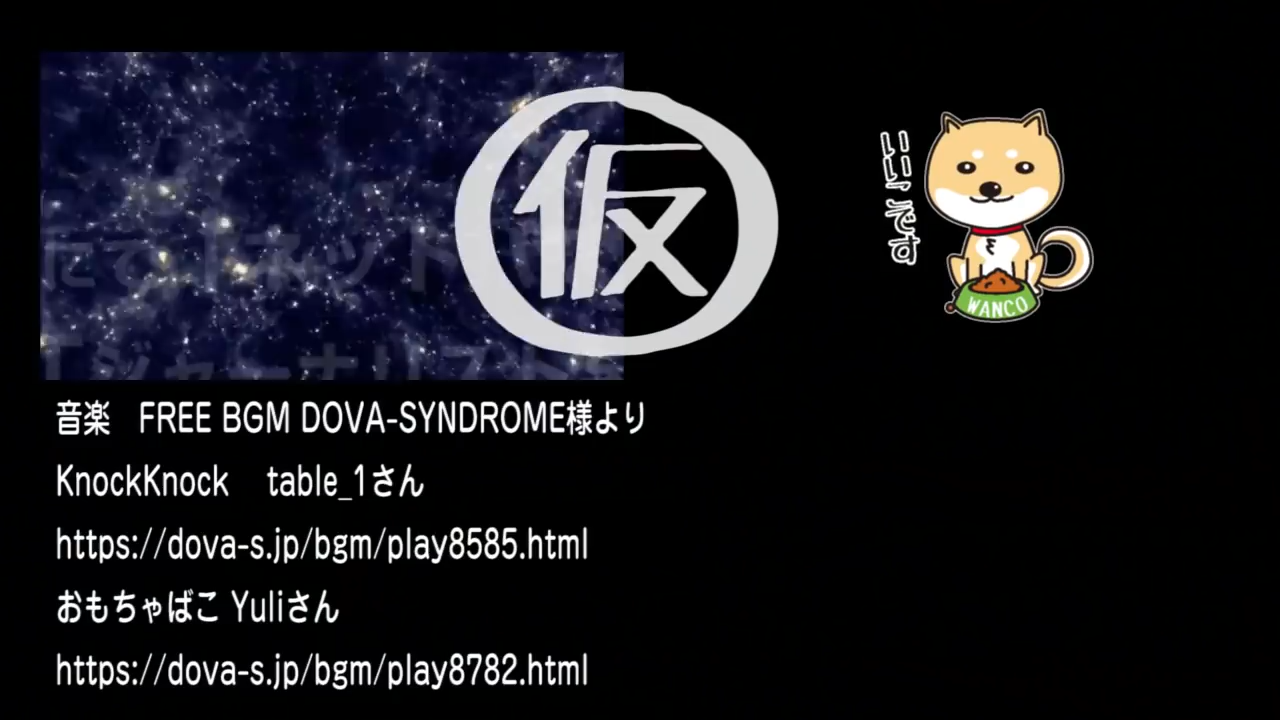 仮
いいこです
WANCO
音楽　FREE BGM DOVA-SYNDROME様より
KnockKnock　table_1さん
https://dova-s.jp/bgm/play8585.html
おもちゃばこ Yuliさん
https://dova-s.jp/bgm/play8782.html